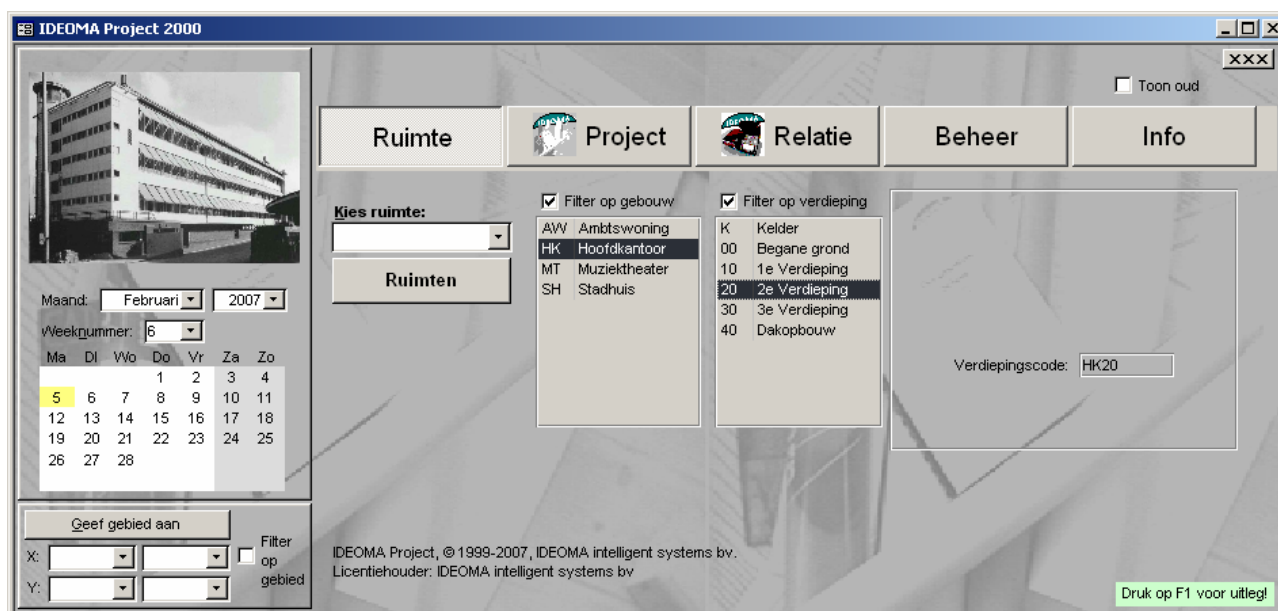 IDEOMA Project 2000
XXX
Toon oud
Ruimte
IDEOMA
Project
IDEOMA
Relatie
Beheer
Info
Kies ruimte:
Ruimten
Filter op gebouw
AW Ambtswoning
HK Hoofdkantoor
MT Muziektheater
SH Stadhuis
Filter op verdieping
K Kelder
00 Begane grond
10 1e Verdieping
20 2e Verdieping
30 3e Verdieping
40 Dakopbouw
Verdiepingscode: HK20
Maand: Februari 2007
Weeknummer: 6
Ma Di Wo Do Vr Za Zo
1 2 3 4
5 6 7 8 9 10 11
12 13 14 15 16 17 18
19 20 21 22 23 24 25
26 27 28
Geef gebied aan
X:
Y:
Filter
op
gebied
IDEOMA Project, © 1999-2007, IDEOMA intelligent systems bv.
Licentiehouder: IDEOMA intelligent systems bv
Druk op F1 voor uitleg!